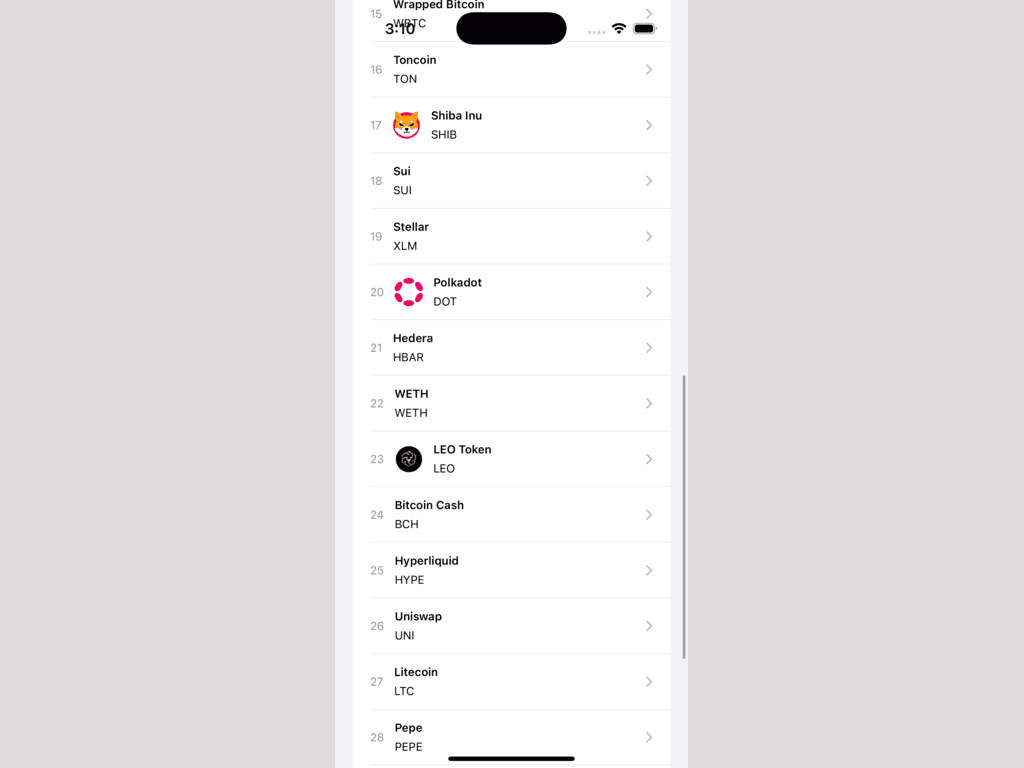 Wrapped Bitcoin
15
WBTC
3:10
16
Toncoin
TON
17
Shiba Inu
SHIB
18
Sui
SUI
19
Stellar
XLM
20
Polkadot
DOT
21
Hedera
HBAR
22
WETH
WETH
23
LEO Token
LEO
24
Bitcoin Cash
BCH
25
Hyperliquid
HYPE
26
Uniswap
UNI
27
Litecoin
LTC
28
Pepe
PEPE